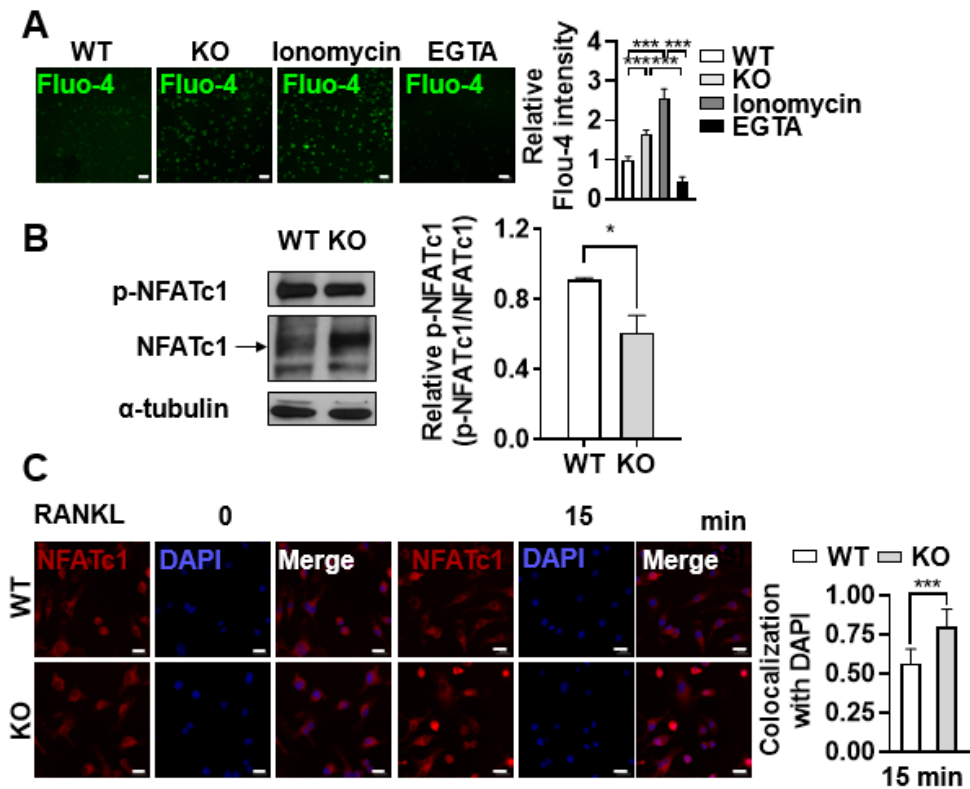 A
WT KO Ionomycin EGTA
Fluo-4 Fluo-4 Fluo-4 Fluo-4
Relative
Flou-4 intensity
4
3
2
1
0
*** ***
*** ***
WT
KO
Ionomycin
EGTA
B
WT KO
p-NFATc1
NFATc1
α-tubulin
Relative p-NFATc1
(p-NFATc1/NFATc1)
1.2
0.8
0.4
0.0
*
WT KO
C
RANKL 0 15 min
WT
NFATc1 DAPI Merge NFATc1 DAPI Merge
KO
WT KO
Colocalization
with DAPI
1.00
0.75
0.50
0.25
0.00
***
15 min